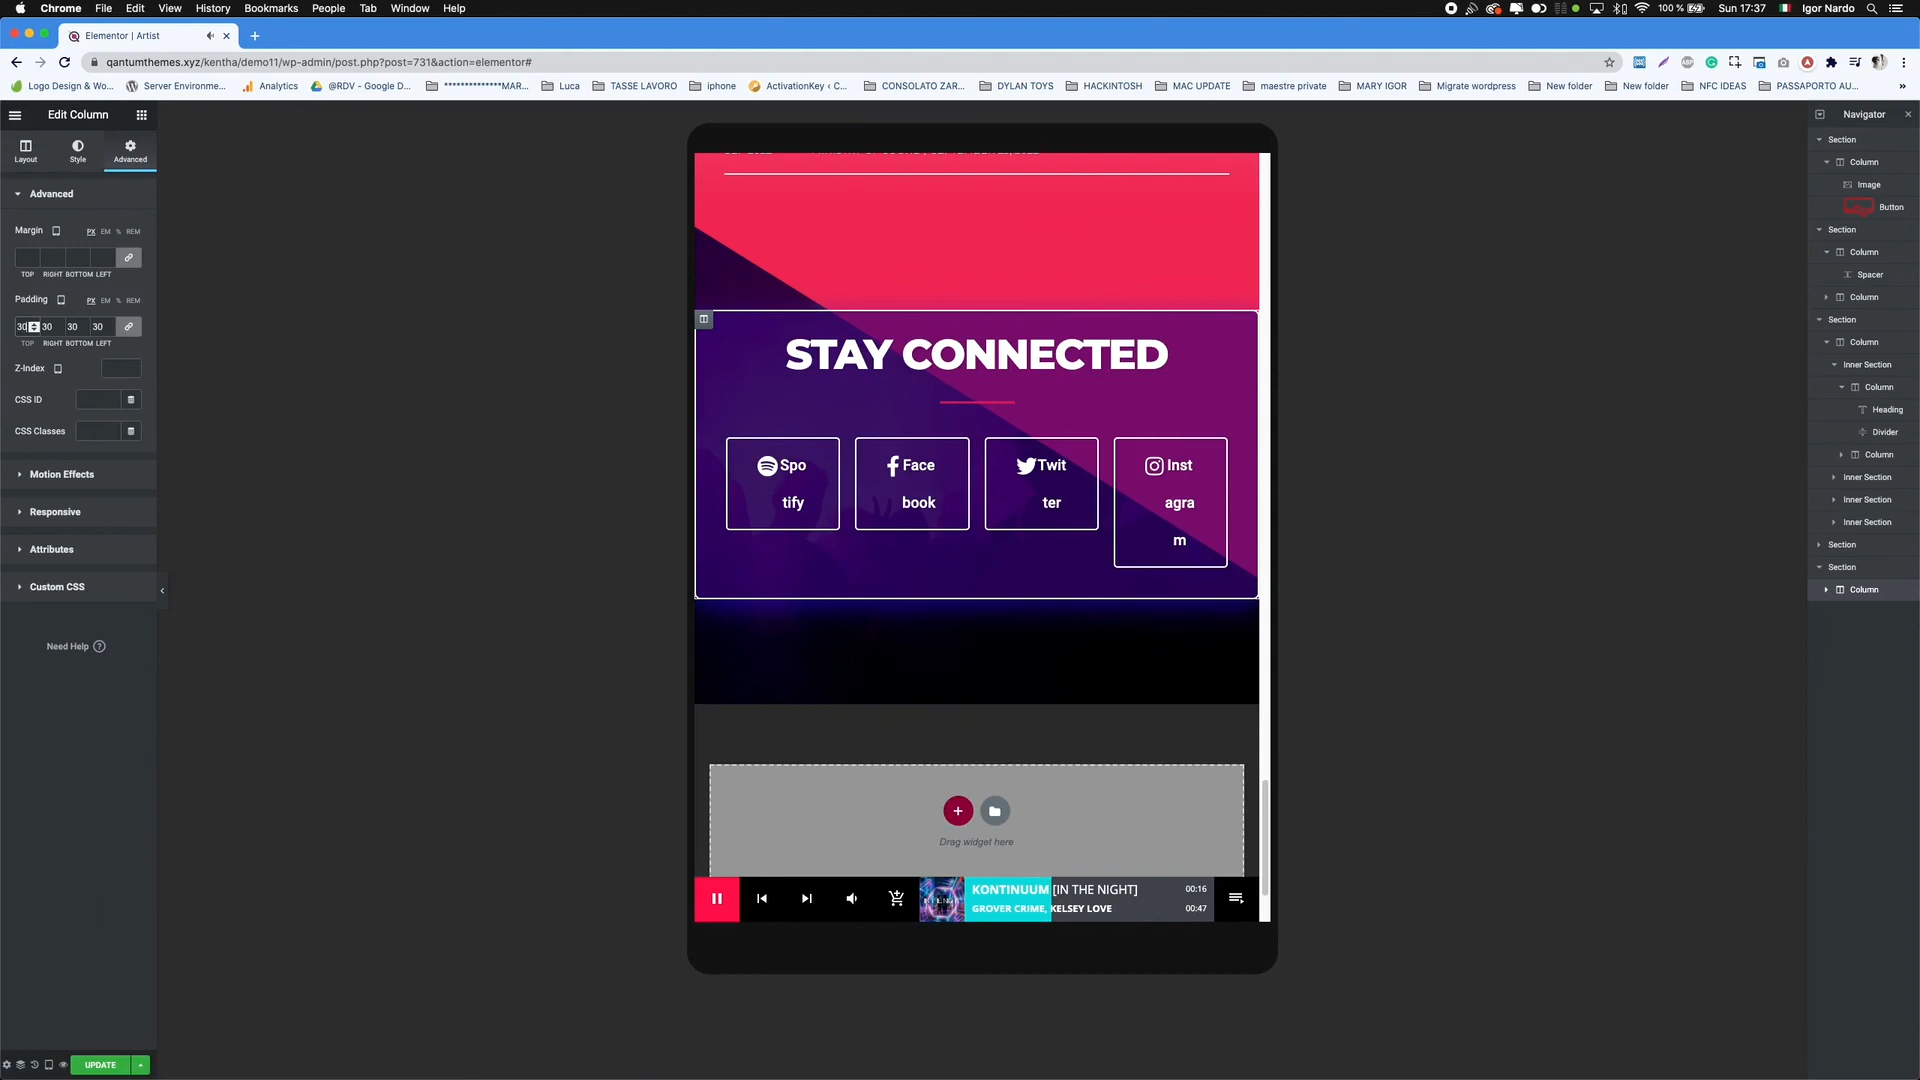 Chrome File Edit View History Bookmarks People Tab Window Help
100 % Sun 17:37 Igor Nardo
Elementor | Artist
qantumthemes.xyz/kentha/demo11/wp-admin/post.php?post=731&action=elementor#
Logo Design & Wo... Server Environme... Analytics @RDV - Google D... **************MAR... Luca TASSE LAVORO iphone ActivationKey ‹ C... CONSOLATO ZAR... DYLAN TOYS HACKINTOSH MAC UPDATE maestre private MARY IGOR Migrate wordpress New folder New folder NFC IDEAS PASSAPORTO AU... »
Edit Column
Layout Style Advanced
Advanced
Margin PX EM % REM
TOP RIGHT BOTTOM LEFT
Padding PX EM % REM
30 30 30 30
TOP RIGHT BOTTOM LEFT
Z-Index
CSS ID
CSS Classes
Motion Effects
Responsive
Attributes
Custom CSS
Need Help ?
UPDATE
STAY CONNECTED
Spo
tify
Face
book
Twit
ter
Inst
agra
m
Drag widget here
KONTINUUM [IN THE NIGHT] 00:16
GROVER CRIME, KELSEY LOVE 00:47
Navigator
Section
Column
Image
Button
Section
Column
Spacer
Column
Section
Column
Inner Section
Column
Heading
Divider
Column
Inner Section
Inner Section
Inner Section
Section
Section
Column